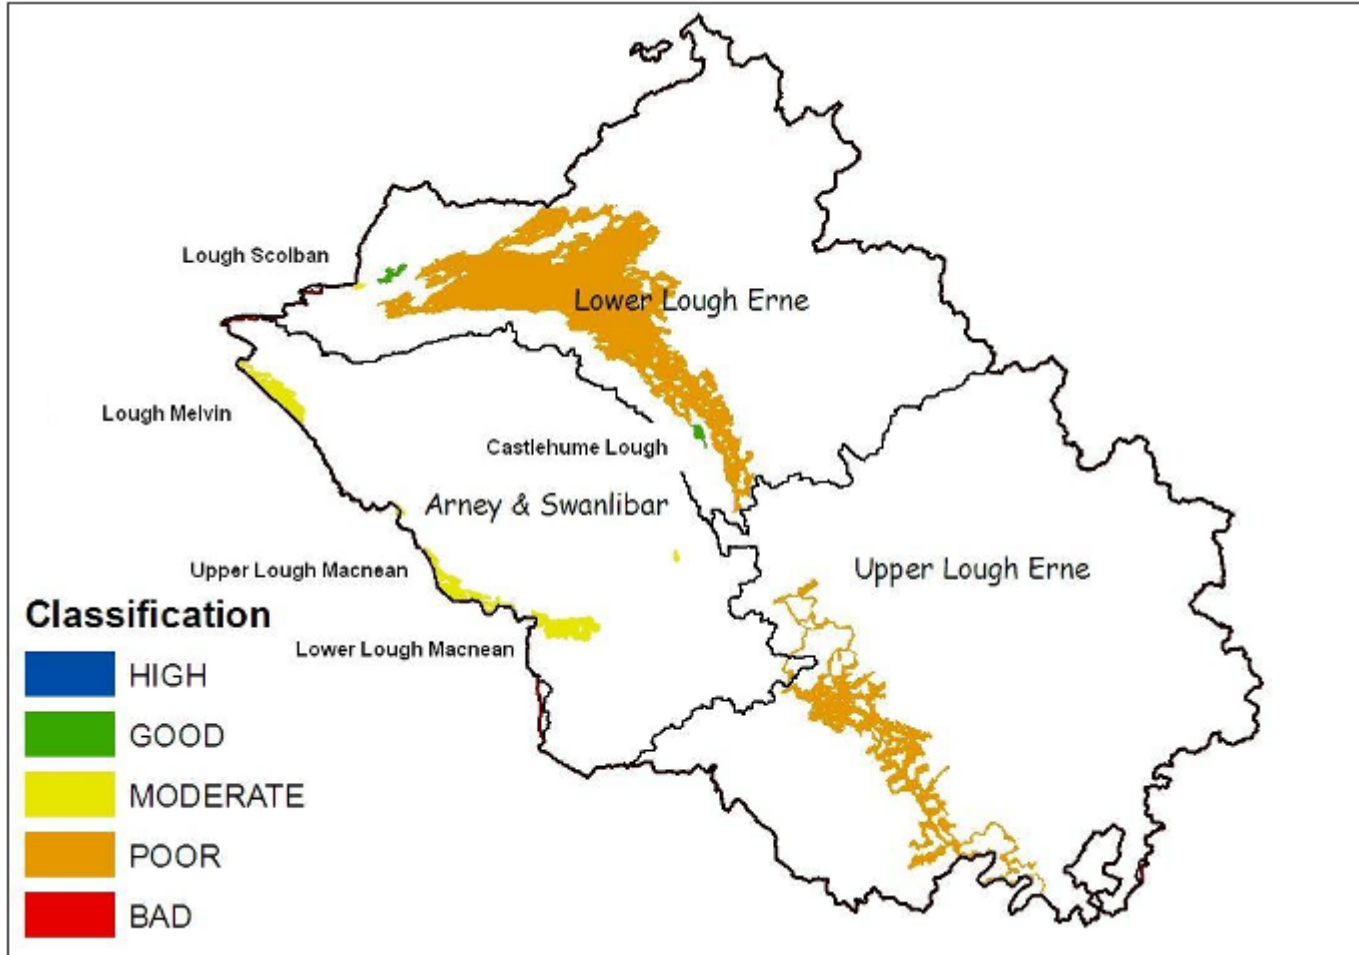 Lough Scolban
Lower Lough Erne
Lough Melvin
Castlehume Lough
Arney & Swanlibar
Upper Lough Macnean
Upper Lough Erne
Classification
Lower Lough Macnean
HIGH
GOOD
MODERATE
POOR
BAD